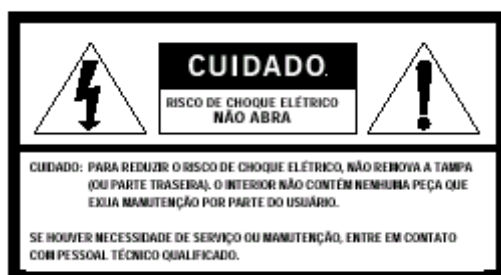 CUIDADO.
RISCO DE CHOQUE ELÉTRICO
NÃO ABRA
CUIDADO: PARA REDUZIR O RISCO DE CHOQUE ELÉTRICO, NÃO REMOVA A TAMPA
(OU PARTE TRASEIRA). O INTERIOR NÃO CONTÉM NENHUMA PEÇA QUE
EXIJA MANUTENÇÃO POR PARTE DO USUÁRIO.
SE HOUVER NECESSIDADE DE SERVIÇO OU MANUTENÇÃO, ENTRE EM CONTATO
COM PESSOAL TÉCNICO QUALIFICADO.